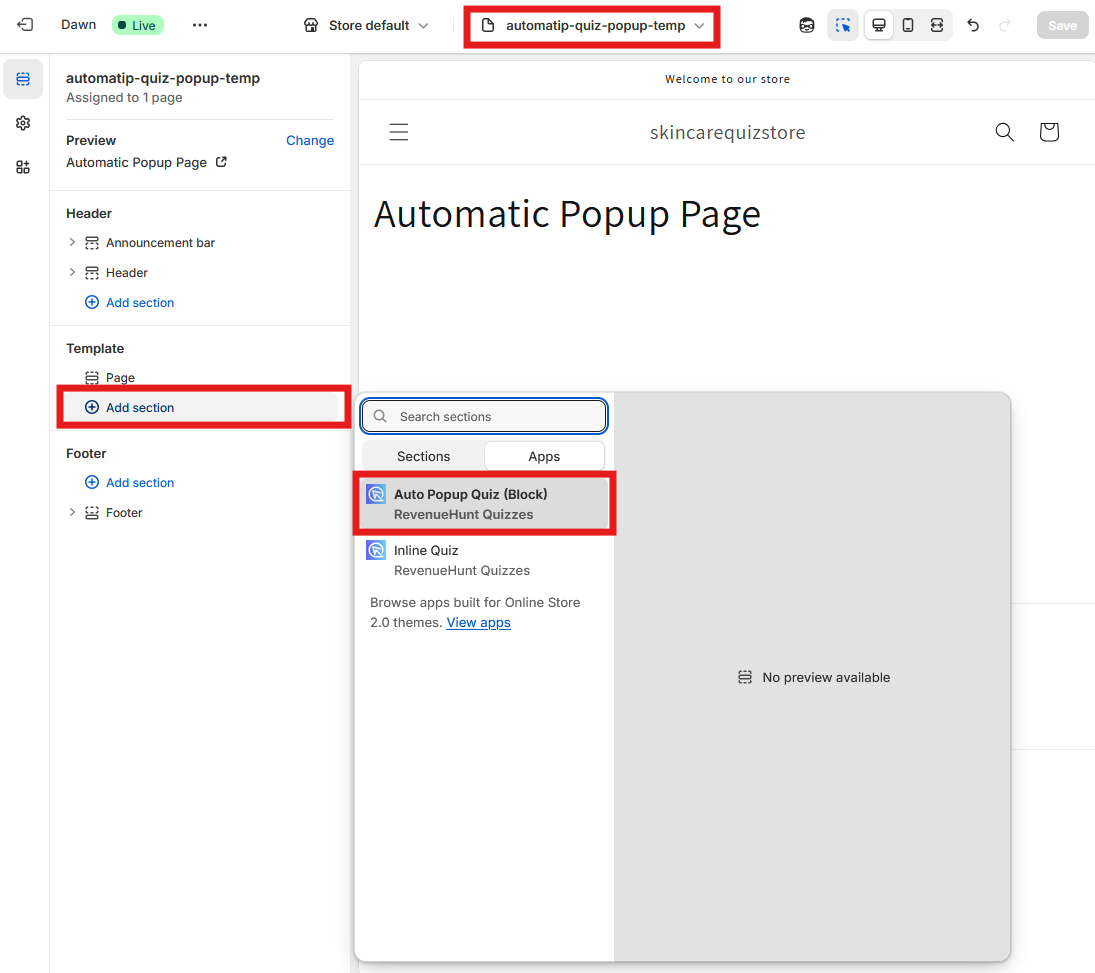 Dawn
Live
Store default
automatip-quiz-popup-temp
Save
automatip-quiz-popup-temp
Assigned to 1 page
Preview
Change
Automatic Popup Page
Header
Announcement bar
Header
Add section
Template
Page
Add section
Footer
Add section
Footer
Welcome to our store
skincarequizstore
Automatic Popup Page
Search sections
Sections
Apps
Auto Popup Quiz (Block)
RevenueHunt Quizzes
Inline Quiz
RevenueHunt Quizzes
Browse apps built for Online Store
2.0 themes. View apps
No preview available